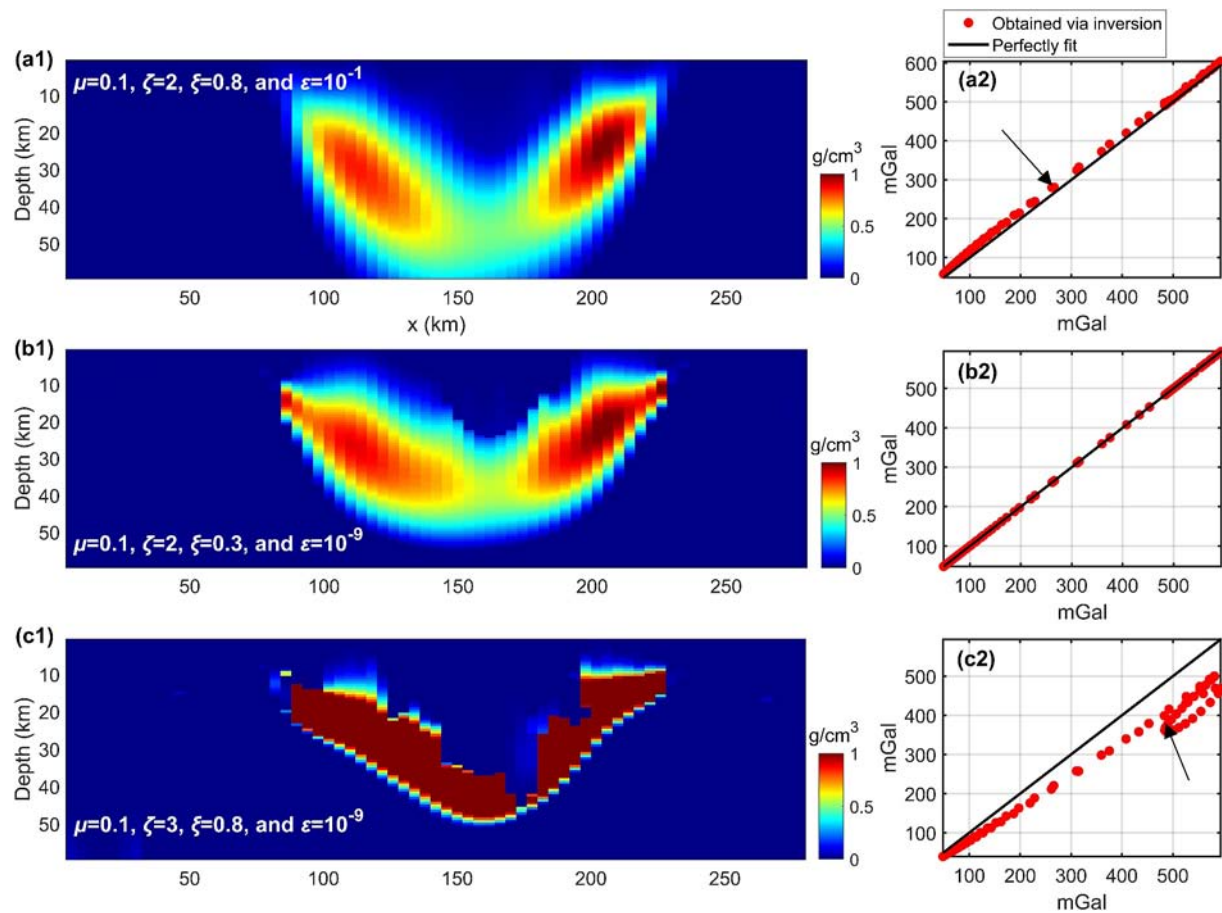 Obtained via inversion
Perfectly fit
(a1)
μ=0.1, ζ=2, ξ=0.8, and ε=10⁻¹
Depth (km)
10
20
30
40
50
50
100
150
200
250
x (km)
g/cm³
1
0.5
0
(a2)
mGal
600
500
400
300
200
100
100
200
300
400
500
mGal
(b1)
Depth (km)
10
20
30
40
50
μ=0.1, ζ=2, ξ=0.3, and ε=10⁻⁹
50
100
150
200
250
g/cm³
1
0.5
0
(b2)
mGal
500
400
300
200
100
100
200
300
400
500
mGal
(c1)
Depth (km)
10
20
30
40
50
μ=0.1, ζ=3, ξ=0.8, and ε=10⁻⁹
50
100
150
200
250
g/cm³
1
0.5
0
(c2)
mGal
500
400
300
200
100
100
200
300
400
500
mGal